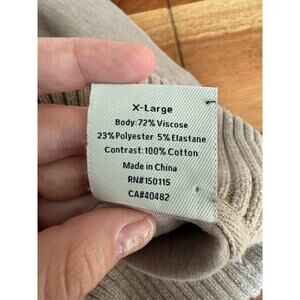 X-Large
Body: 72% Viscose
23% Polyester 5% Elastane
Contrast: 100% Cotton
Made in China
RN#150115
CA#40482